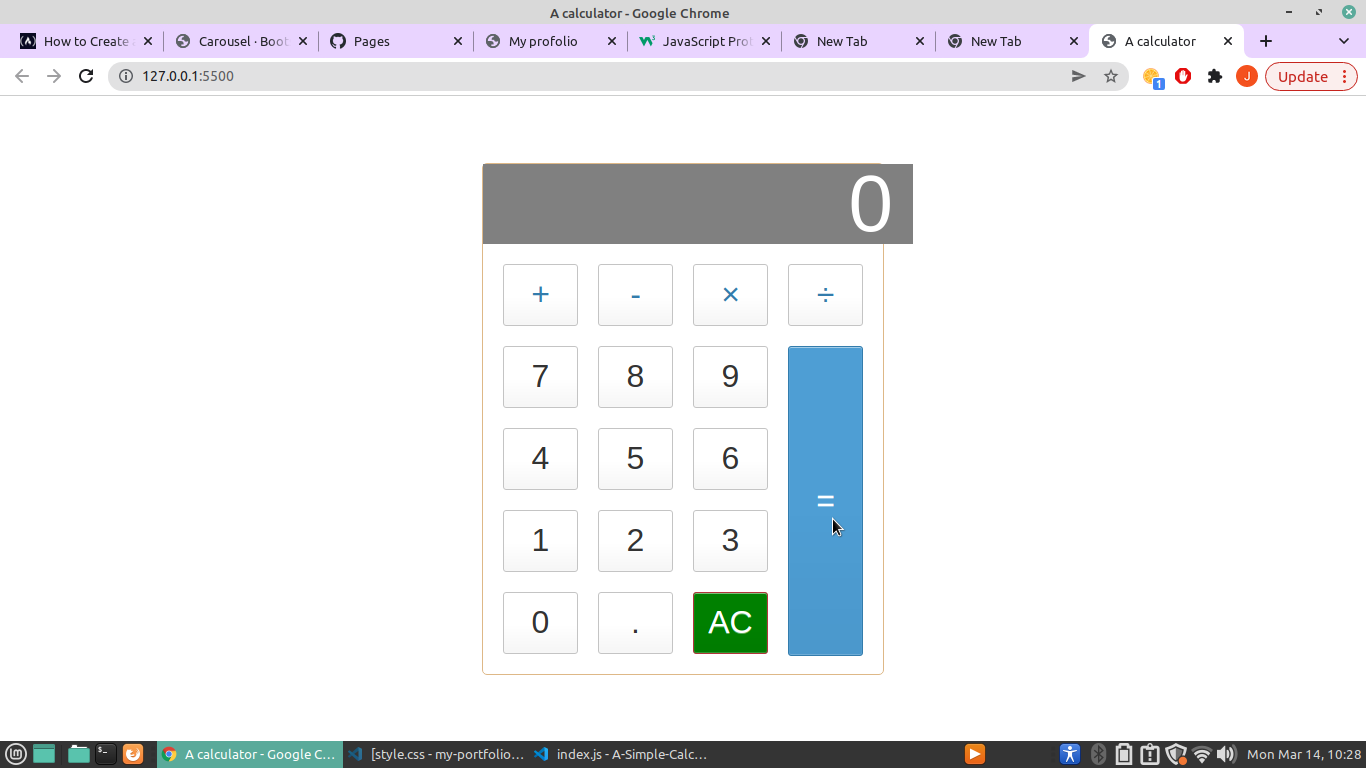 A calculator - Google Chrome
How to Create a
Carousel · Boot
Pages
My profolio
JavaScript Pro
New Tab
New Tab
A calculator
127.0.0.1:5500
1
J
Update
0
+ - × ÷
7 8 9
4 5 6
=
1 2 3
0 . AC
A calculator - Google C...
[style.css - my-portfolio...
index.js - A-Simple-Calc...
Mon Mar 14, 10:28